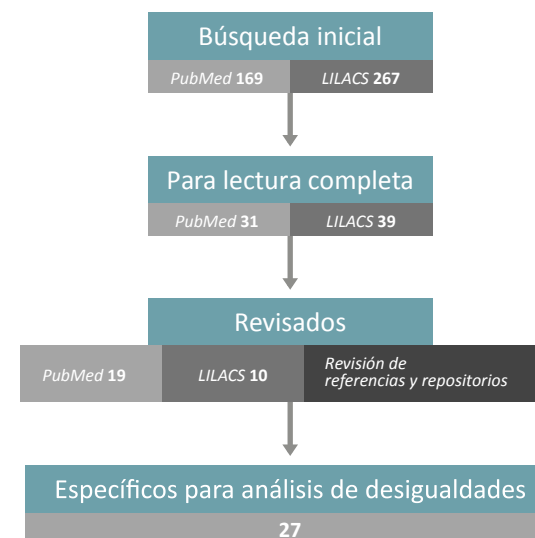 Búsqueda inicial
PubMed 169 LILACS 267
Para lectura completa
PubMed 31 LILACS 39
Revisados
PubMed 19 LILACS 10 Revisión de
referencias y repositorios
Específicos para análisis de desigualdades
27